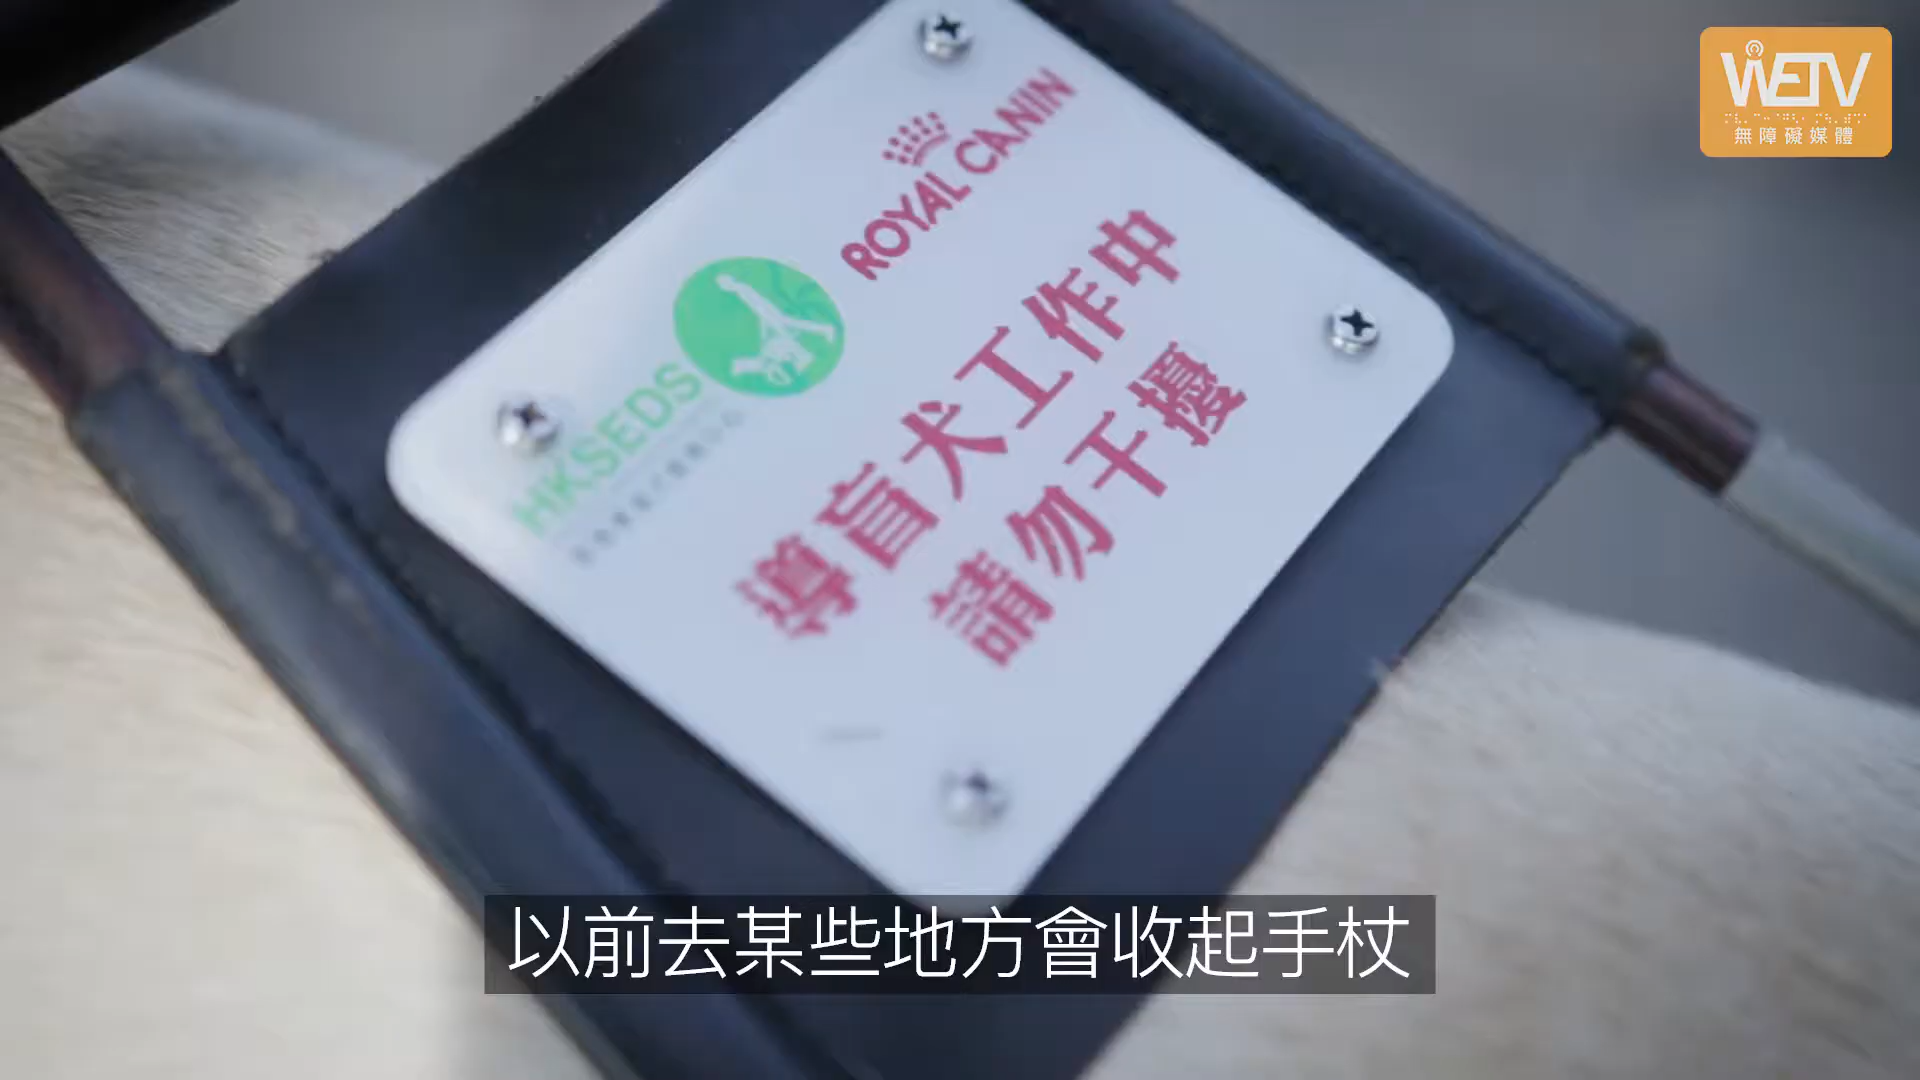 WETV
無障礙媒體
ROYAL CANIN
HKSEDS
導盲犬工作中
請勿干擾
以前去某些地方會收起手杖